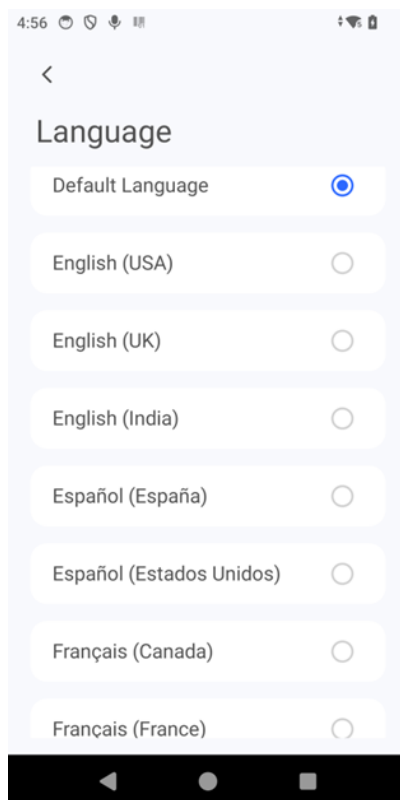 4:56
Language
Default Language
English (USA)
English (UK)
English (India)
Español (España)
Español (Estados Unidos)
Français (Canada)
Français (France)